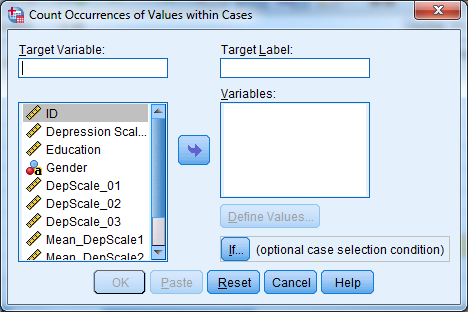 Count Occurrences of Values within Cases
Target Variable:
Target Label:
Variables:
ID
Depression Scal...
Education
Gender
DepScale_01
DepScale_02
DepScale_03
Mean_DepScale1
Mean_DepScale2
Define Values...
If... (optional case selection condition)
OK Paste Reset Cancel Help